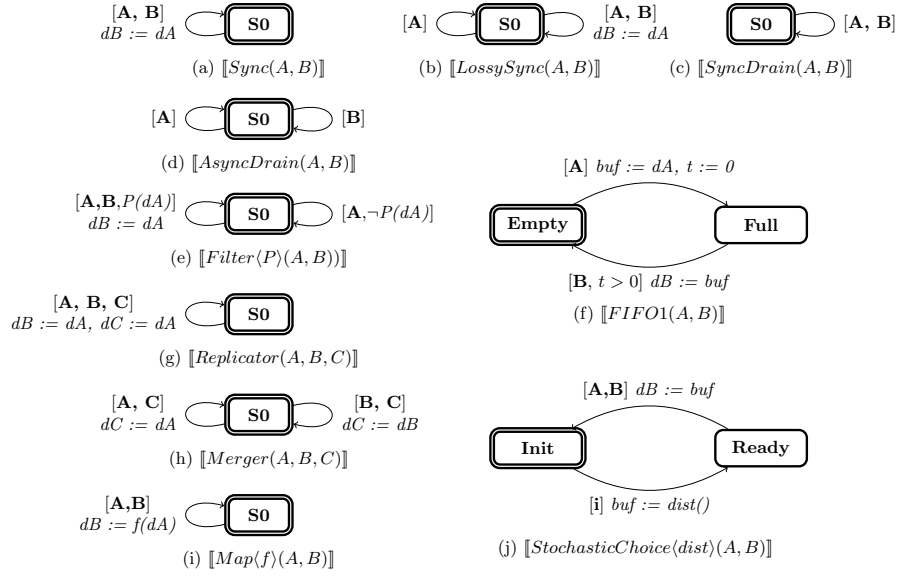 [A, B]
dB := dA
S0
(a) ⟦Sync(A, B)⟧
[A]
S0
[A, B]
dB := dA
(b) ⟦LossySync(A, B)⟧
S0
[A, B]
(c) ⟦SyncDrain(A, B)⟧
[A]
S0
[B]
(d) ⟦AsyncDrain(A, B)⟧
[A,B,P(dA)]
dB := dA
S0
[A,¬P(dA)]
(e) ⟦Filter⟨P⟩(A, B))⟧
[A] buf := dA, t := 0
Empty
Full
[B, t > 0] dB := buf
(f) ⟦FIFO1(A, B)⟧
[A, B, C]
dB := dA, dC := dA
S0
(g) ⟦Replicator(A, B, C)⟧
[A, C]
dC := dA
S0
[B, C]
dC := dB
(h) ⟦Merger(A, B, C)⟧
[A,B]
dB := f(dA)
S0
(i) ⟦Map⟨f⟩(A, B)⟧
[A,B] dB := buf
Init
Ready
[i] buf := dist()
(j) ⟦StochasticChoice⟨dist⟩(A, B)⟧